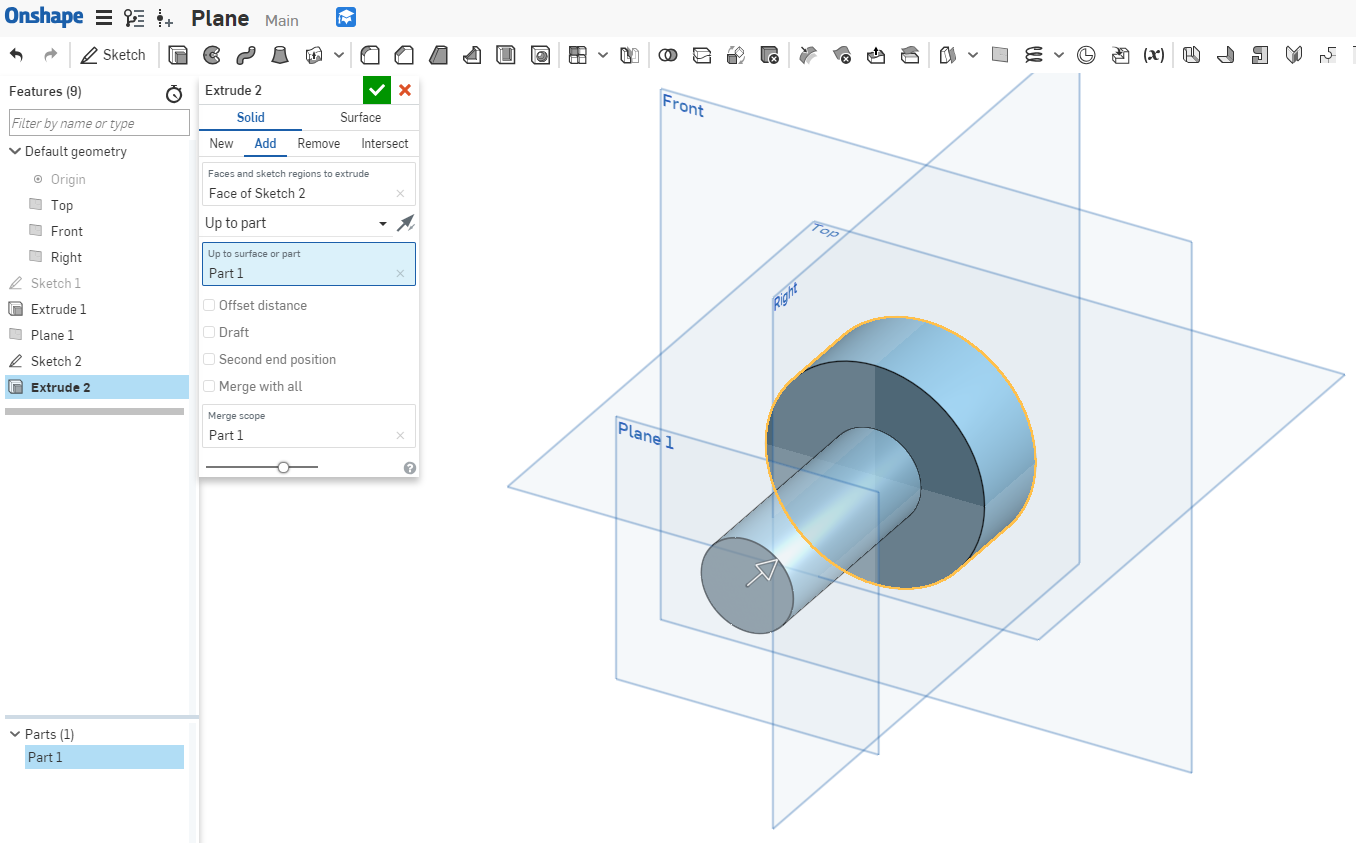 Onshape Plane Main
Sketch (x)
Features (9)
Filter by name or type
Default geometry
Origin
Top
Front
Right
Sketch 1
Extrude 1
Plane 1
Sketch 2
Extrude 2
Parts (1)
Part 1
Extrude 2
Solid Surface
New Add Remove Intersect
Faces and sketch regions to extrude
Face of Sketch 2
Up to part
Up to surface or part
Part 1
Offset distance
Draft
Second end position
Merge with all
Merge scope
Part 1
?
Front
Top
Right
Plane 1